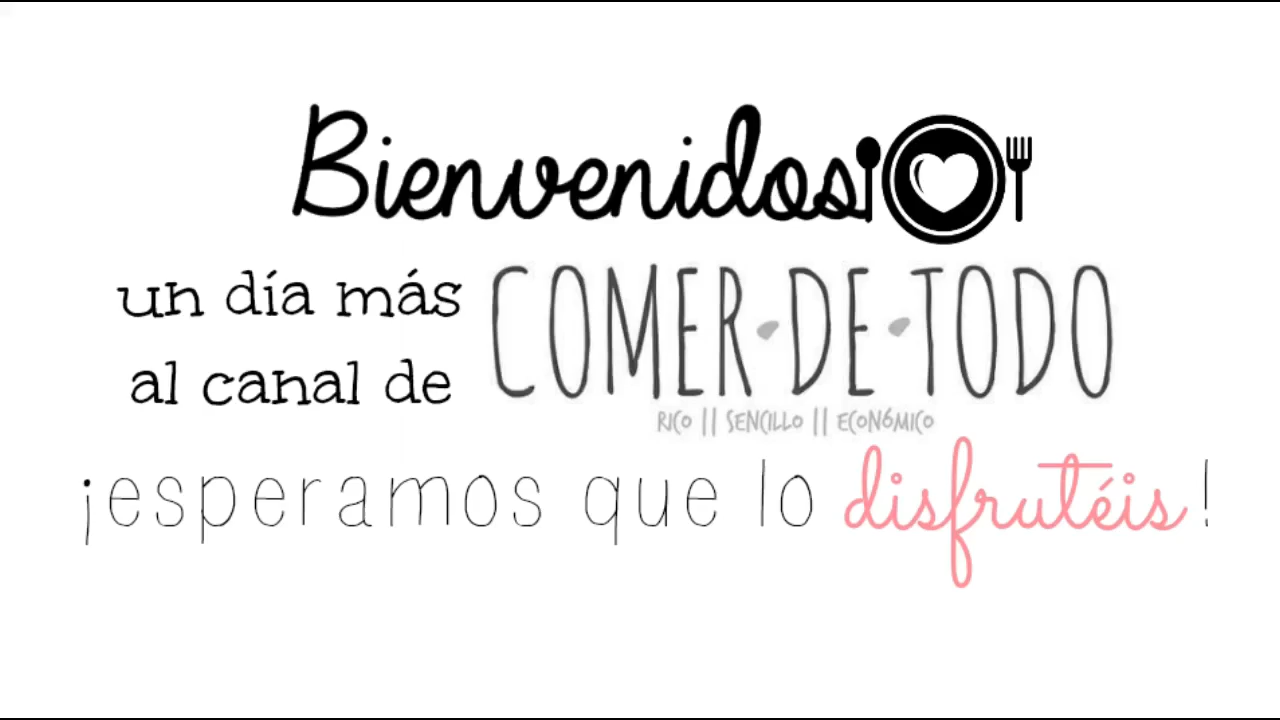 Bienvenidos
un día más
al canal de
COMER·DE·TODO
RICO || SENCILLO || ECONÓMICO
¡esperamos que lo disfrutéis!